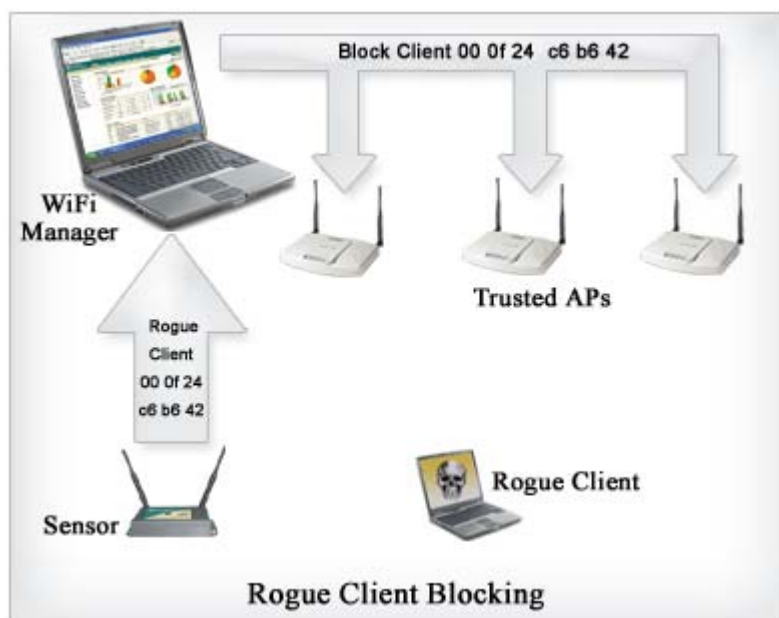 Block Client 00 0f 24 c6 b6 42
WiFi
Manager
Trusted APs
Rogue
Client
00 0f 24
c6 b6 42
Sensor
Rogue Client
Rogue Client Blocking